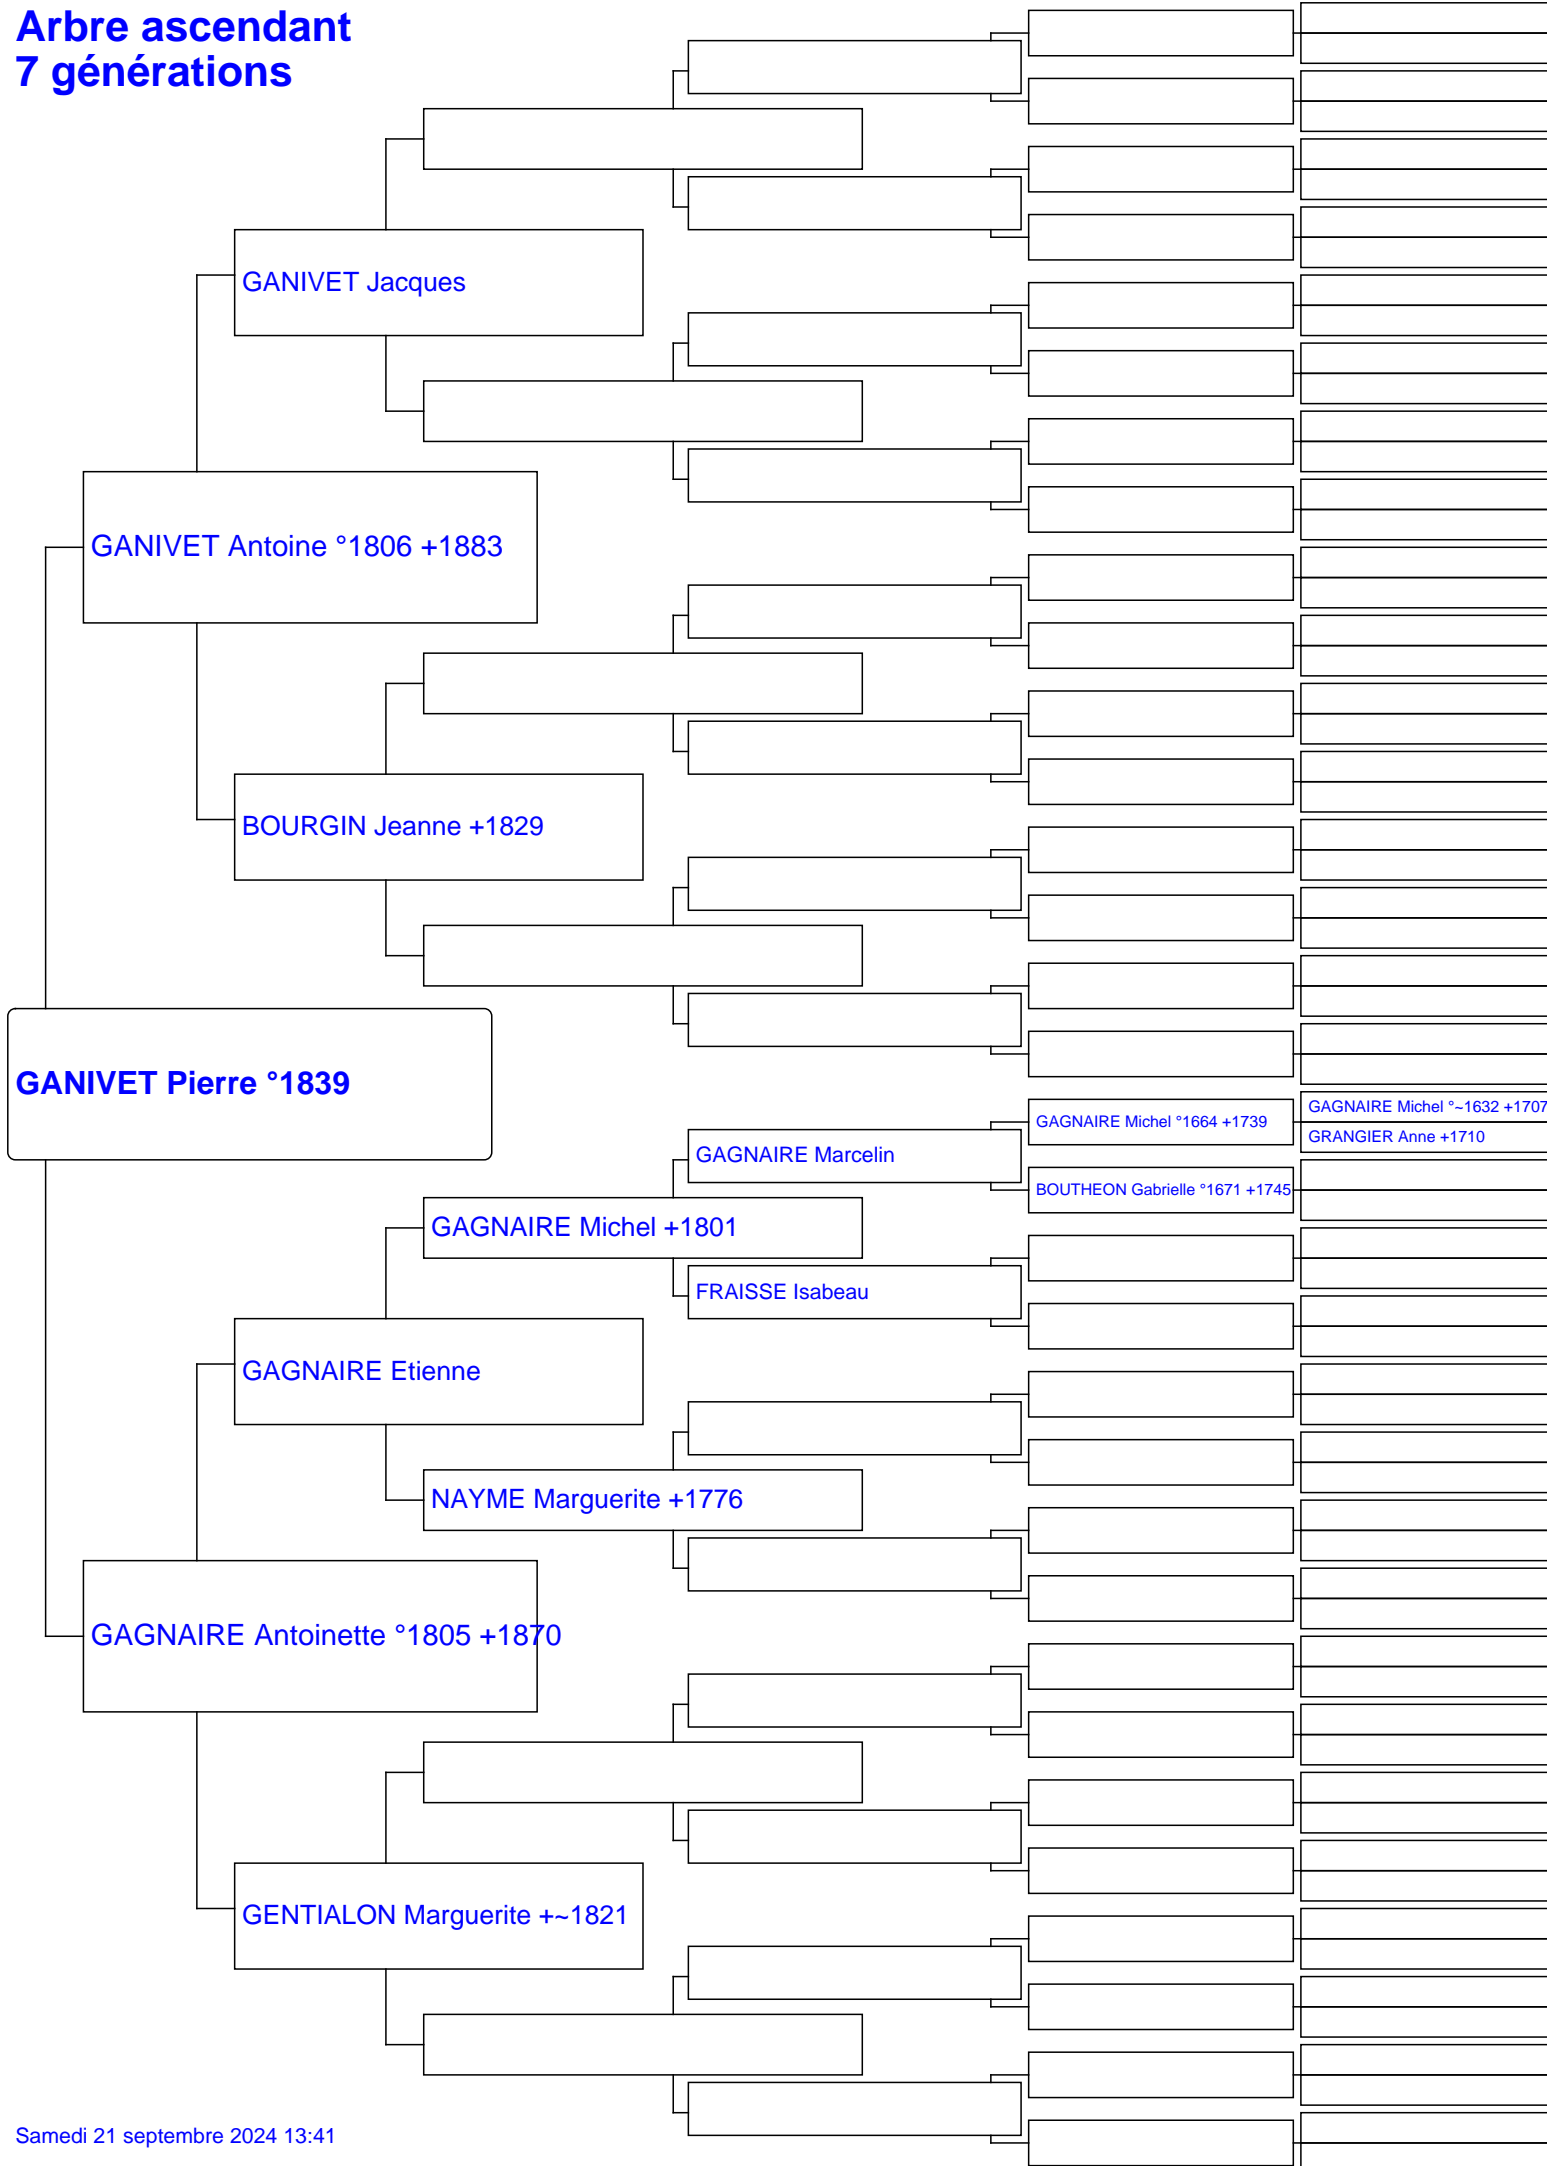 Arbre ascendant
7 générations
GANIVET Jacques
GANIVET Antoine °1806 +1883
BOURGIN Jeanne +1829
GANIVET Pierre °1839
GAGNAIRE Michel °~1632 +1707
GAGNAIRE Michel °1664 +1739
GRANGIER Anne +1710
GAGNAIRE Marcelin
BOUTHEON Gabrielle °1671 +1745
GAGNAIRE Michel +1801
FRAISSE Isabeau
GAGNAIRE Etienne
NAYME Marguerite +1776
GAGNAIRE Antoinette °1805 +1870
GENTIALON Marguerite +~1821
Samedi 21 septembre 2024 13:41